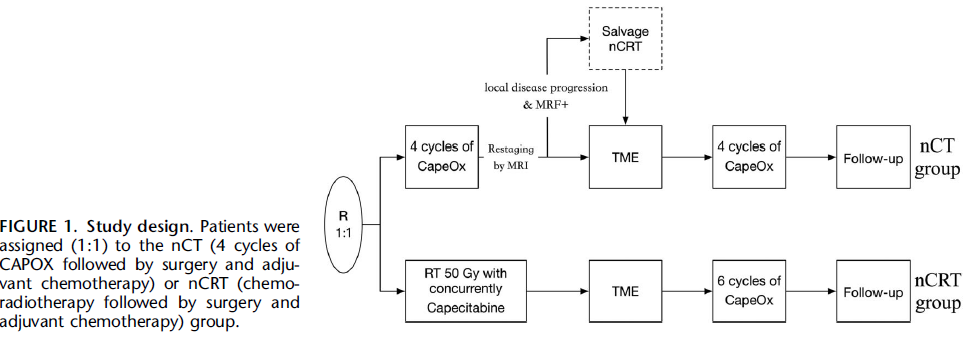 Salvage
nCRT
local disease progression
& MRF+
4 cycles of
CapeOx
Restaging
by MRI
TME
4 cycles of
CapeOx
Follow-up
nCT
group
R
1:1
RT 50 Gy with
concurrently
Capecitabine
TME
6 cycles of
CapeOx
Follow-up
nCRT
group
FIGURE 1. Study design. Patients were
assigned (1:1) to the nCT (4 cycles of
CAPOX followed by surgery and adju-
vant chemotherapy) or nCRT (chemo-
radiotherapy followed by surgery and
adjuvant chemotherapy) group.